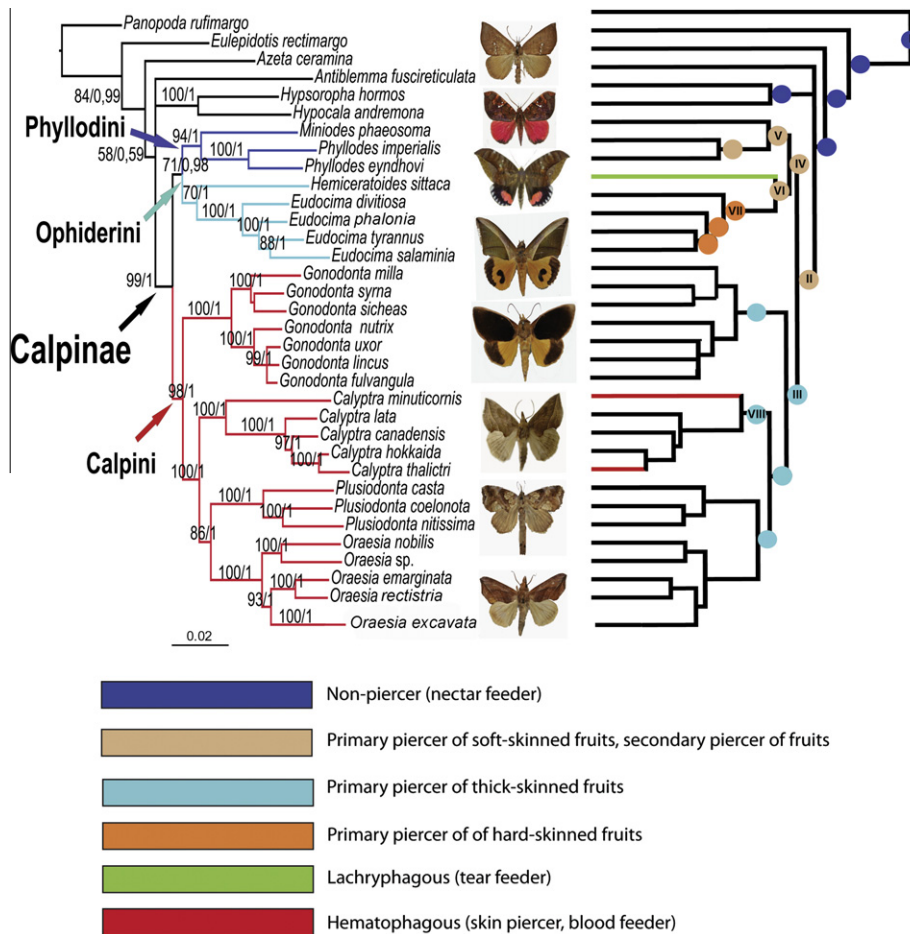 Panopoda rufimargo
Eulepidotis rectimargo
Azeta ceramina
84/0,99
Antiblemma fuscireticulata
100/1
Hypsoropha hormos
Hypocala andremona
Phyllodini
94/1
Miniodes phaeosoma
58/0,59
100/1
Phyllodes imperialis
71/0,98
Phyllodes eyndhovi
70/1
Hemiceratoides sittaca
Ophiderini
100/1
Eudocima divitiosa
100/1
Eudocima phalonia
Eudocima tyrannus
88/1
Eudocima salaminia
99/1
100/1
Gonodonta milla
Gonodonta syrna
100/1
Gonodonta sicheas
Calpinae
100/1
Gonodonta nutrix
Gonodonta uxor
99/1
Gonodonta lincus
Gonodonta fulvangula
98/1
Calyptra minuticornis
100/1
Calyptra lata
Calpini
97/1
Calyptra canadensis
100/1
Calyptra hokkaida
Calyptra thalictri
100/1
100/1
Plusiodonta casta
100/1
Plusiodonta coelonota
Plusiodonta nitissima
86/1
100/1
Oraesia nobilis
Oraesia sp.
100/1
100/1
Oraesia emarginata
93/1
Oraesia rectistria
100/1
Oraesia excavata
0.02
V
IV
VI
VII
II
III
VIII
Non-piercer (nectar feeder)
Primary piercer of soft-skinned fruits, secondary piercer of fruits
Primary piercer of thick-skinned fruits
Primary piercer of of hard-skinned fruits
Lachryphagous (tear feeder)
Hematophagous (skin piercer, blood feeder)